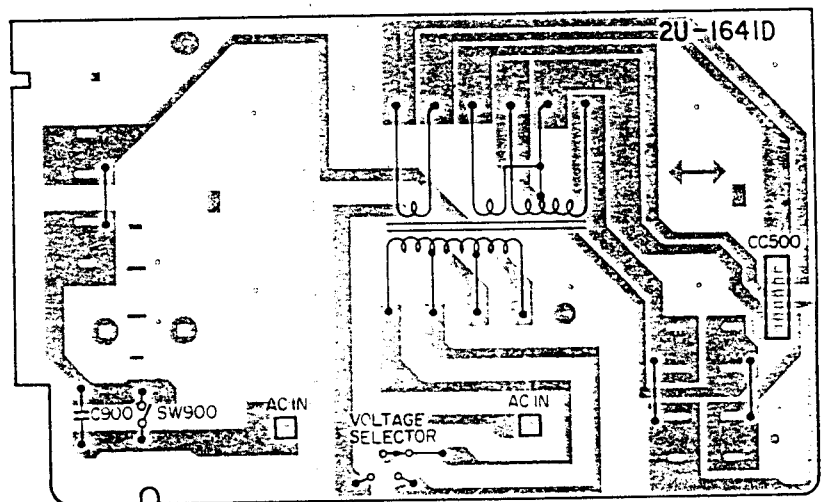 2U-1641D
CC500
C900
SW900
AC IN
VOLTAGE
SELECTOR
AC IN